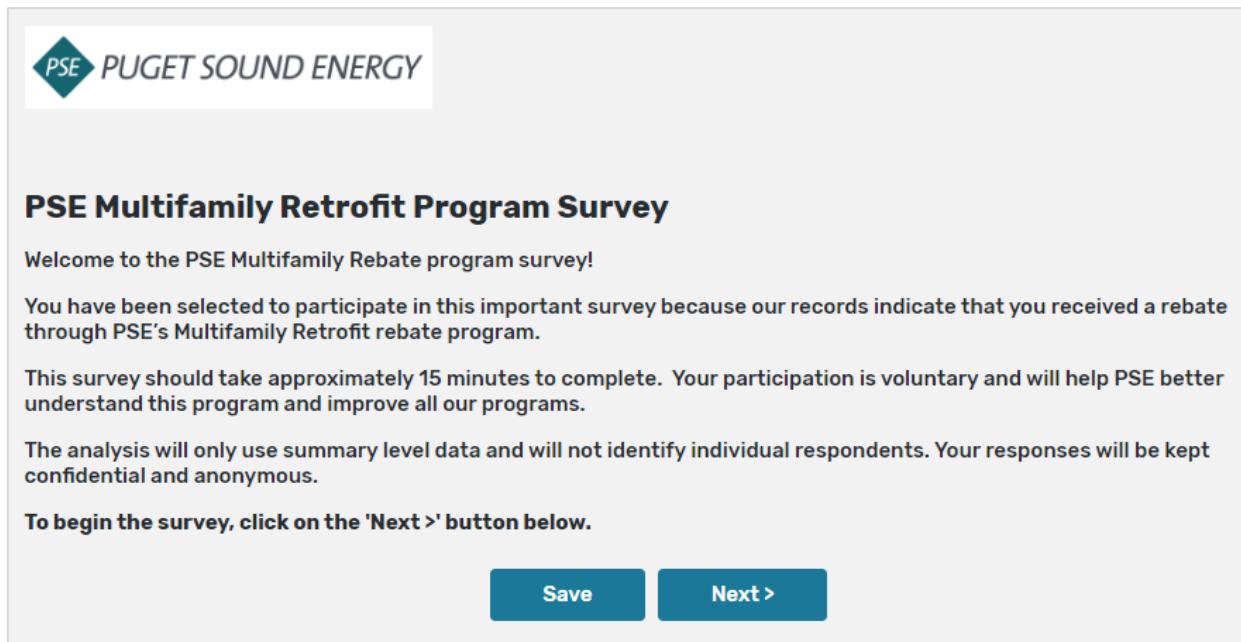 PSE PUGET SOUND ENERGY
PSE Multifamily Retrofit Program Survey
Welcome to the PSE Multifamily Rebate program survey!
You have been selected to participate in this important survey because our records indicate that you received a rebate
through PSE’s Multifamily Retrofit rebate program.
This survey should take approximately 15 minutes to complete.  Your participation is voluntary and will help PSE better
understand this program and improve all our programs.
The analysis will only use summary level data and will not identify individual respondents. Your responses will be kept
confidential and anonymous.
To begin the survey, click on the 'Next >' button below.
Save Next >